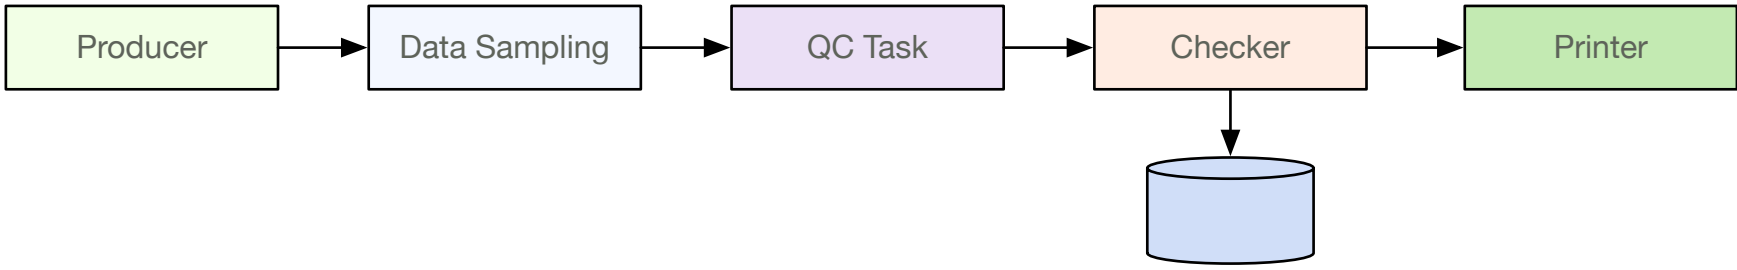 Producer
Data Sampling
QC Task
Checker
Printer